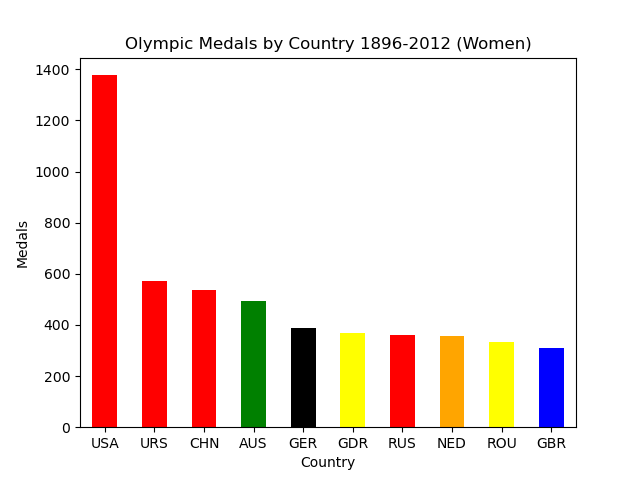 Olympic Medals by Country 1896-2012 (Women)
1400
1200
1000
800
600
400
200
0
Medals
USA URS CHN AUS GER GDR RUS NED ROU GBR
Country